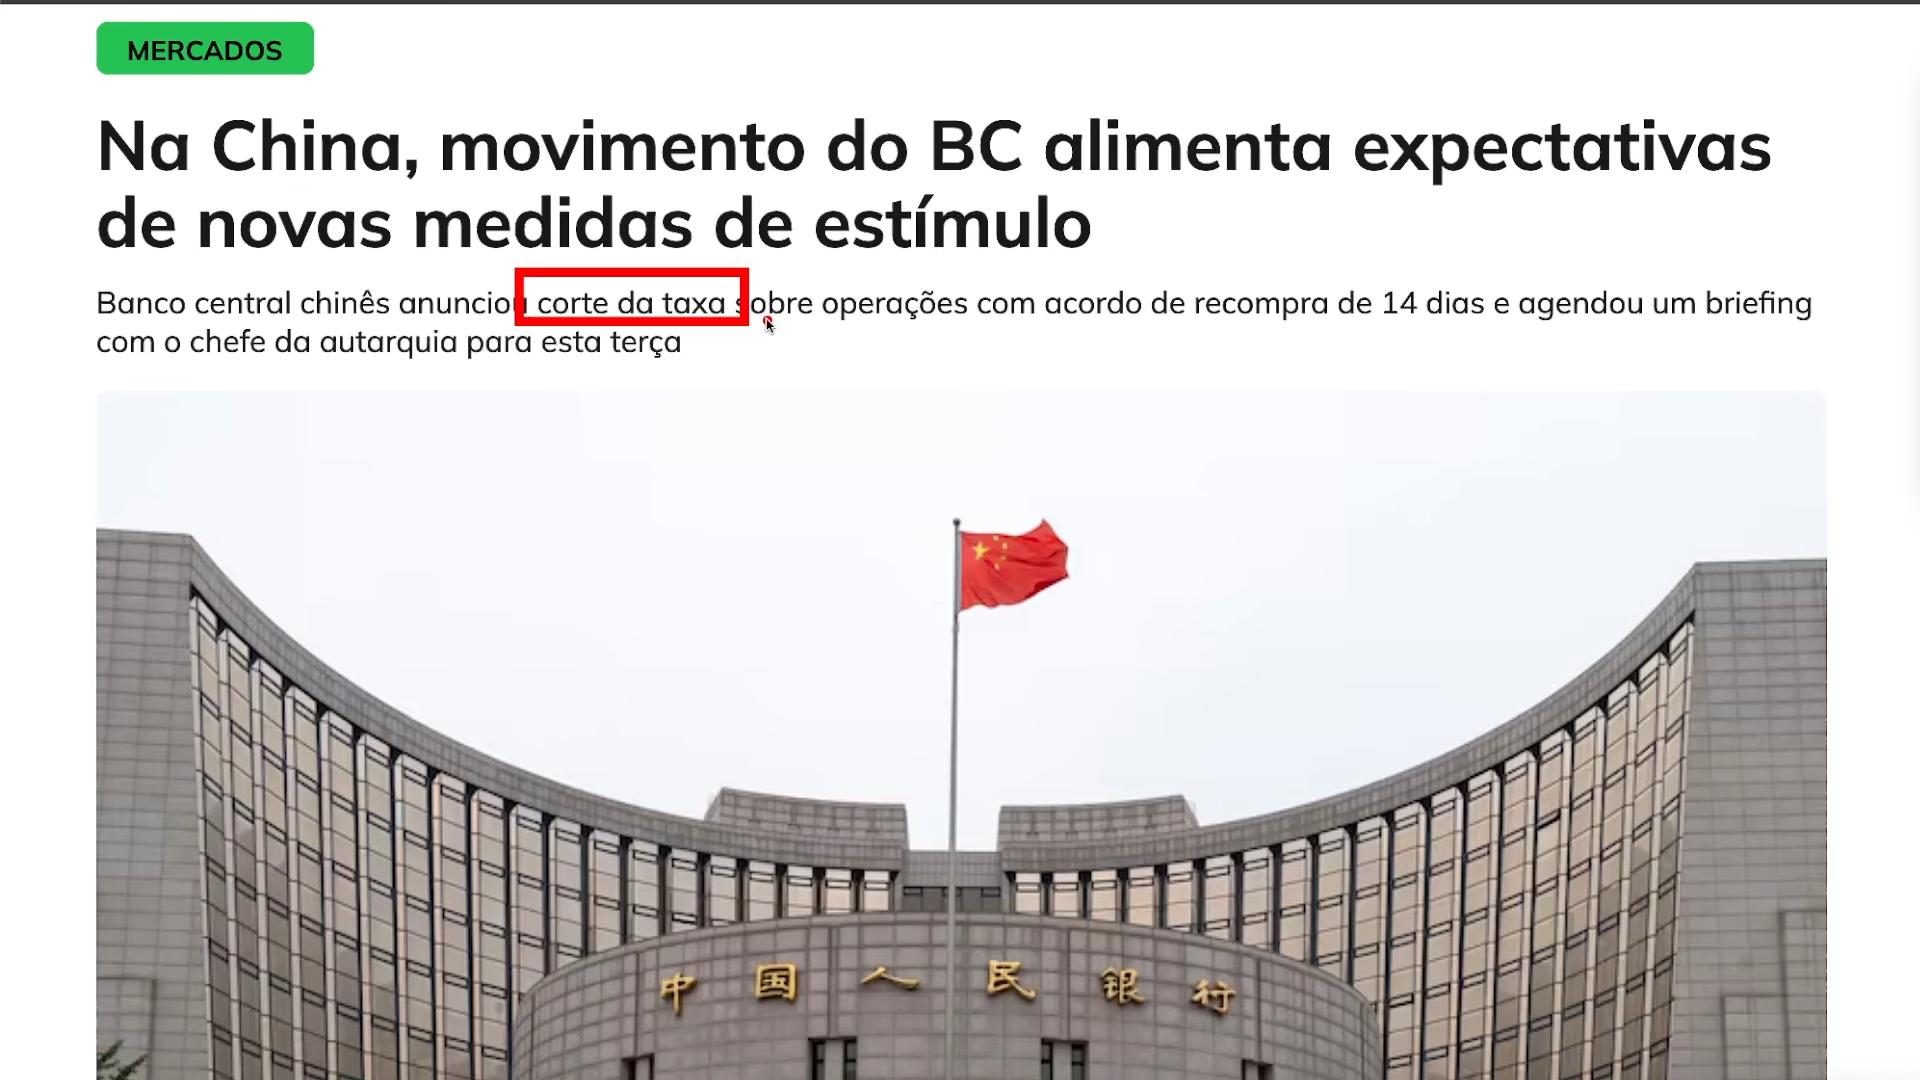 MERCADOS
Na China, movimento do BC alimenta expectativas
de novas medidas de estímulo
Banco central chinês anunciou corte da taxa sobre operações com acordo de recompra de 14 dias e agendou um briefing
com o chefe da autarquia para esta terça
中国人民银行